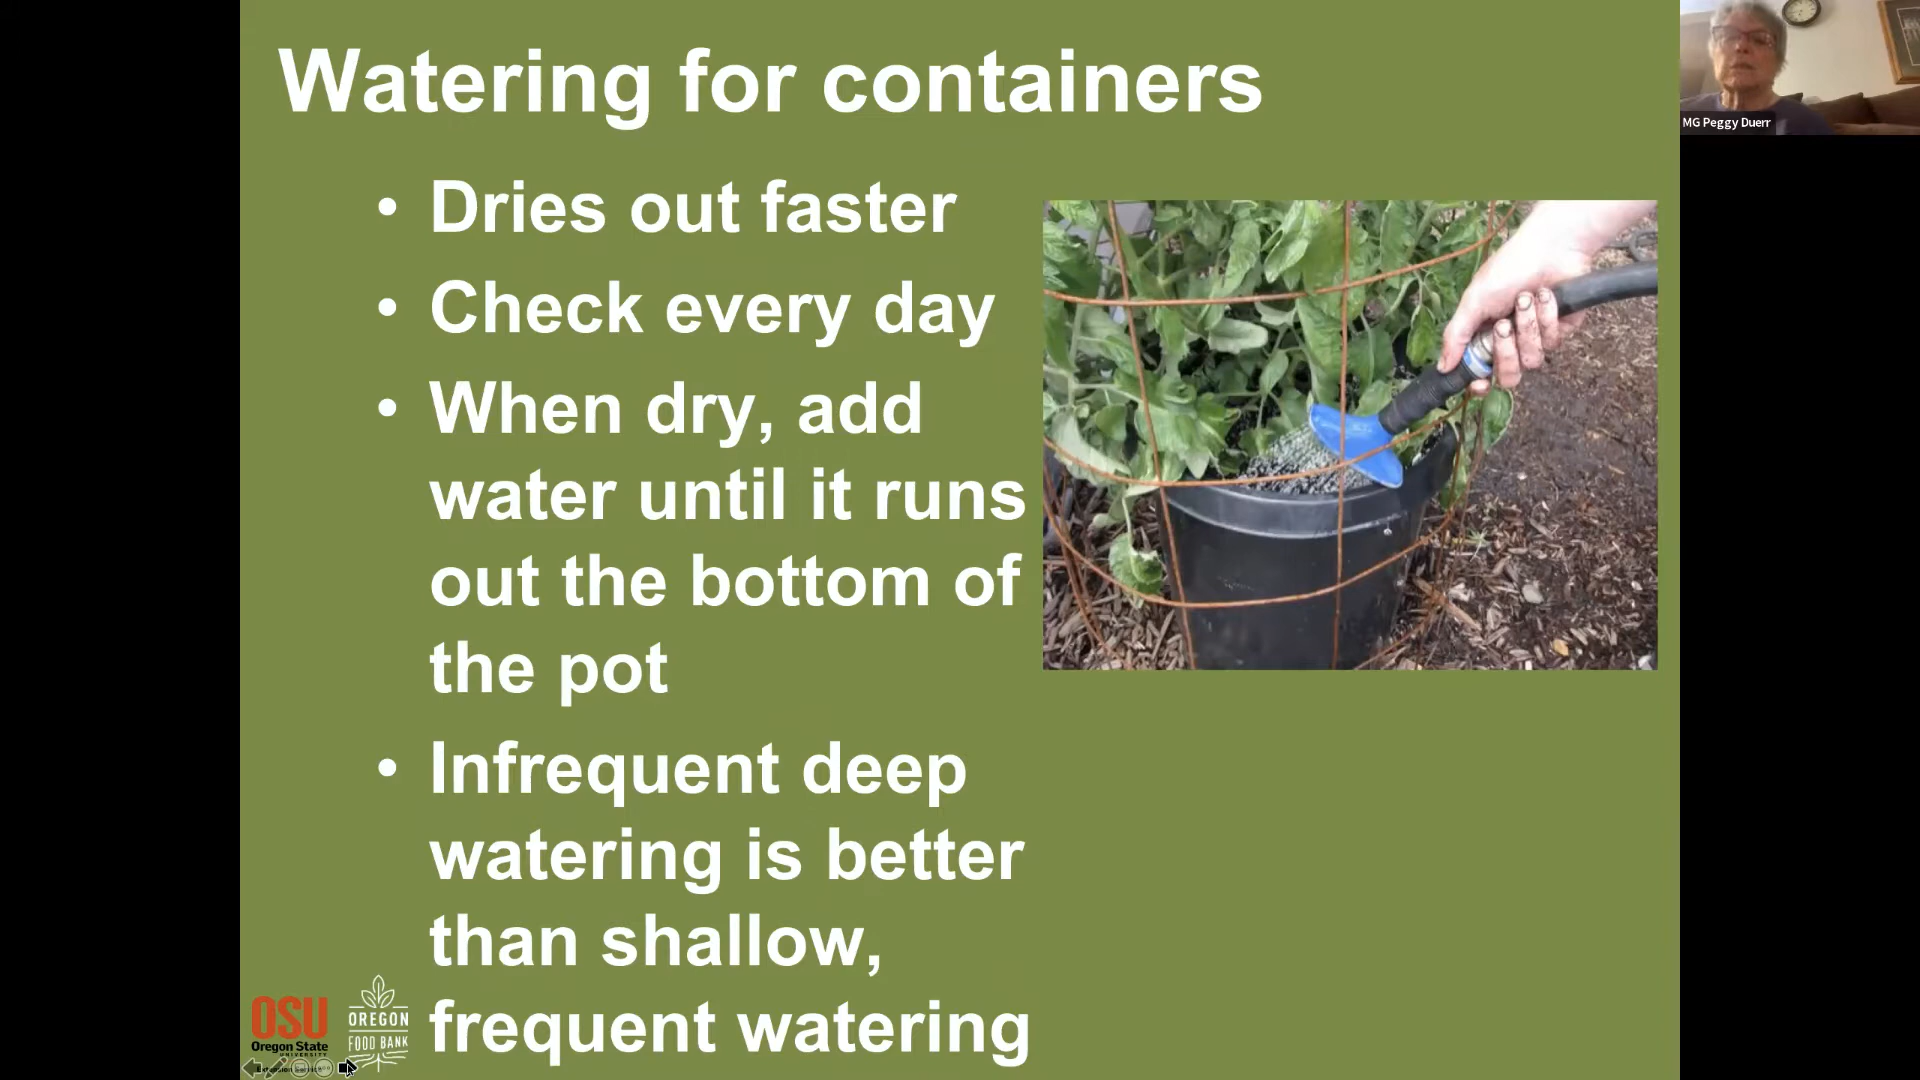 Watering for containers
MG Peggy Duerr
• Dries out faster
• Check every day
• When dry, add
water until it runs
out the bottom of
the pot
• Infrequent deep
watering is better
than shallow,
frequent watering
OSU
Oregon State
UNIVERSITY
OREGON
FOOD BANK